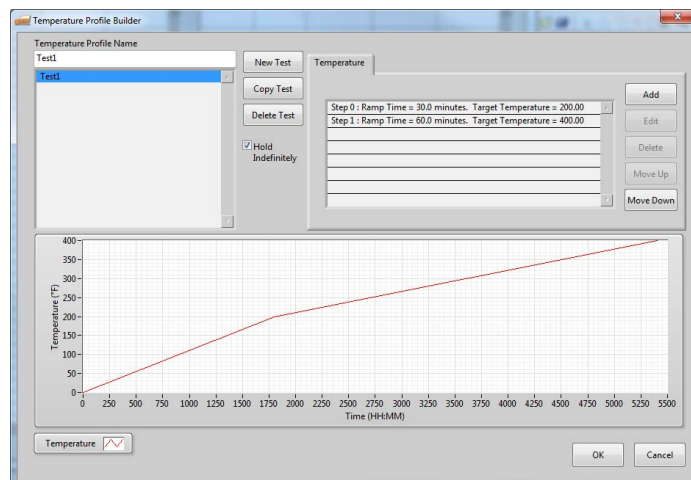 Temperature Profile Builder
Temperature Profile Name
Test1
Test1
New Test
Copy Test
Delete Test
Hold
Indefinitely
Temperature
Step 0 : Ramp Time = 30.0 minutes. Target Temperature = 200.00
Step 1 : Ramp Time = 60.0 minutes. Target Temperature = 400.00
Add
Edit
Delete
Move Up
Move Down
Temperature (°F)
400
350
300
250
200
150
100
50
0
0 250 500 750 1000 1250 1500 1750 2000 2250 2500 2750 3000 3250 3500 3750 4000 4250 4500 4750 5000 5250 5500
Time (HH:MM)
Temperature
OK
Cancel